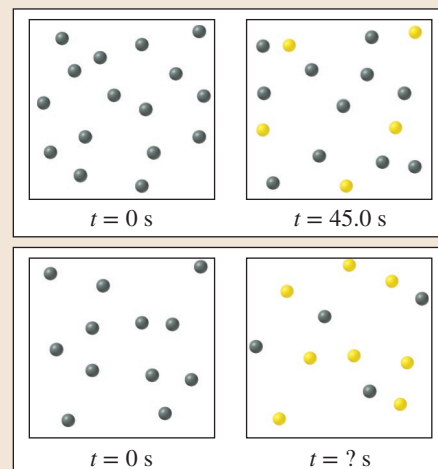 t = 0 s
t = 45.0 s
t = 0 s
t = ? s